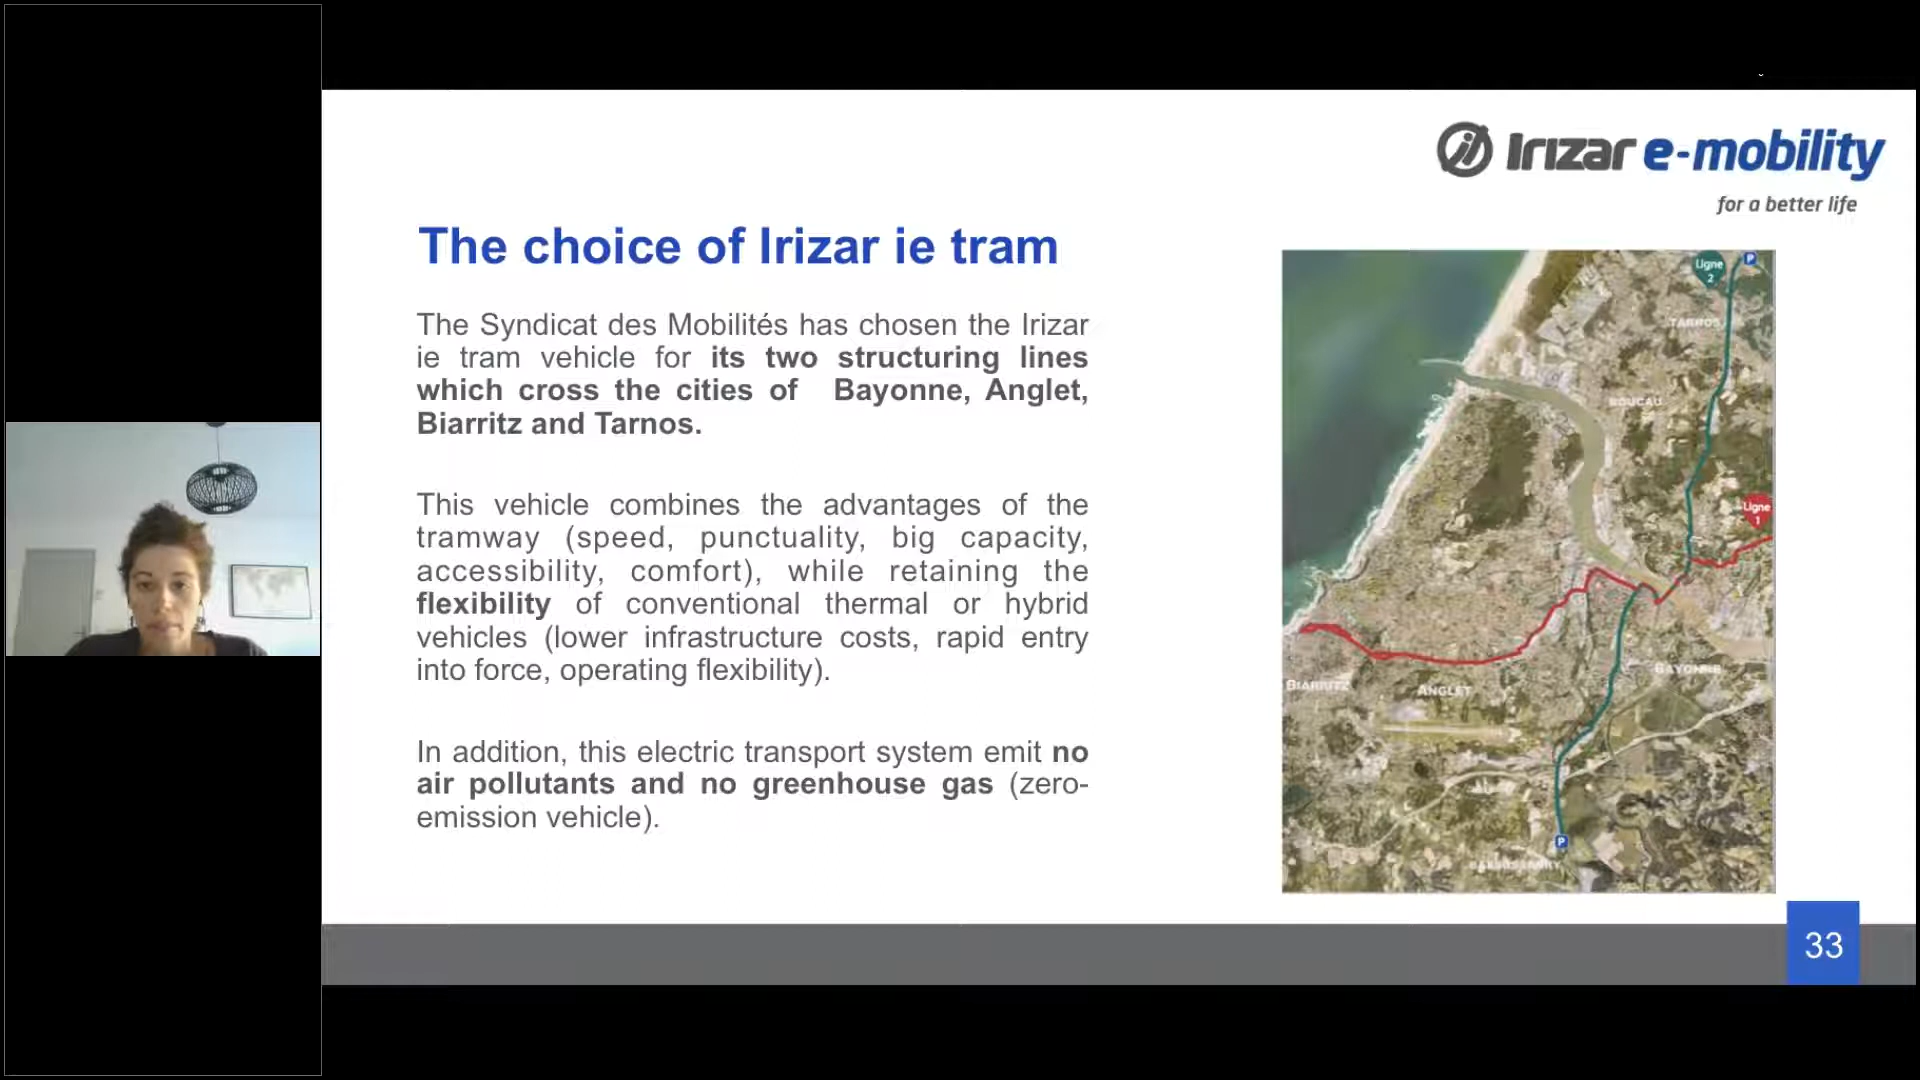 Irizar e-mobility
for a better life
The choice of Irizar ie tram
The Syndicat des Mobilités has chosen the Irizar
ie tram vehicle for its two structuring lines
which cross the cities of Bayonne, Anglet,
Biarritz and Tarnos.
This vehicle combines the advantages of the
tramway (speed, punctuality, big capacity,
accessibility, comfort), while retaining the
flexibility of conventional thermal or hybrid
vehicles (lower infrastructure costs, rapid entry
into force, operating flexibility).
In addition, this electric transport system emit no
air pollutants and no greenhouse gas (zero-
emission vehicle).
Ligne
2
P
TARNOS
BOUCAU
Ligne
1
BAYONNE
BIARRITZ
ANGLET
P
33